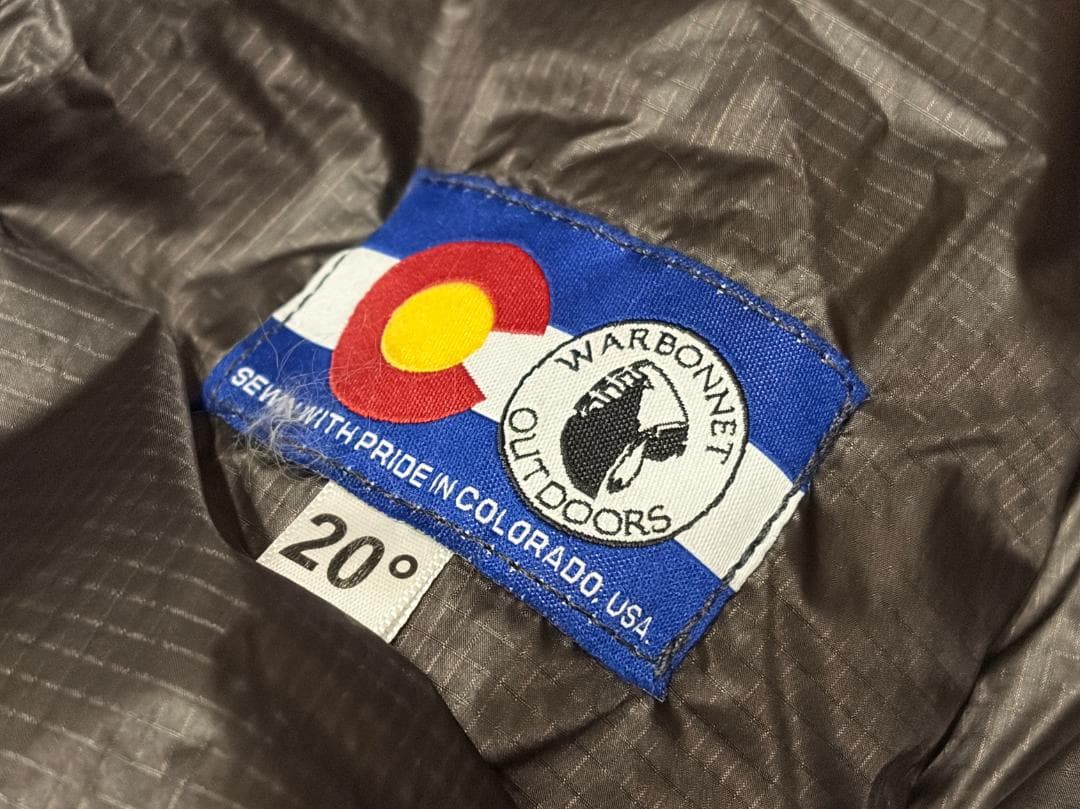 WARBONNET
OUTDOORS
SEWN WITH PRIDE IN COLORADO, USA.
20°